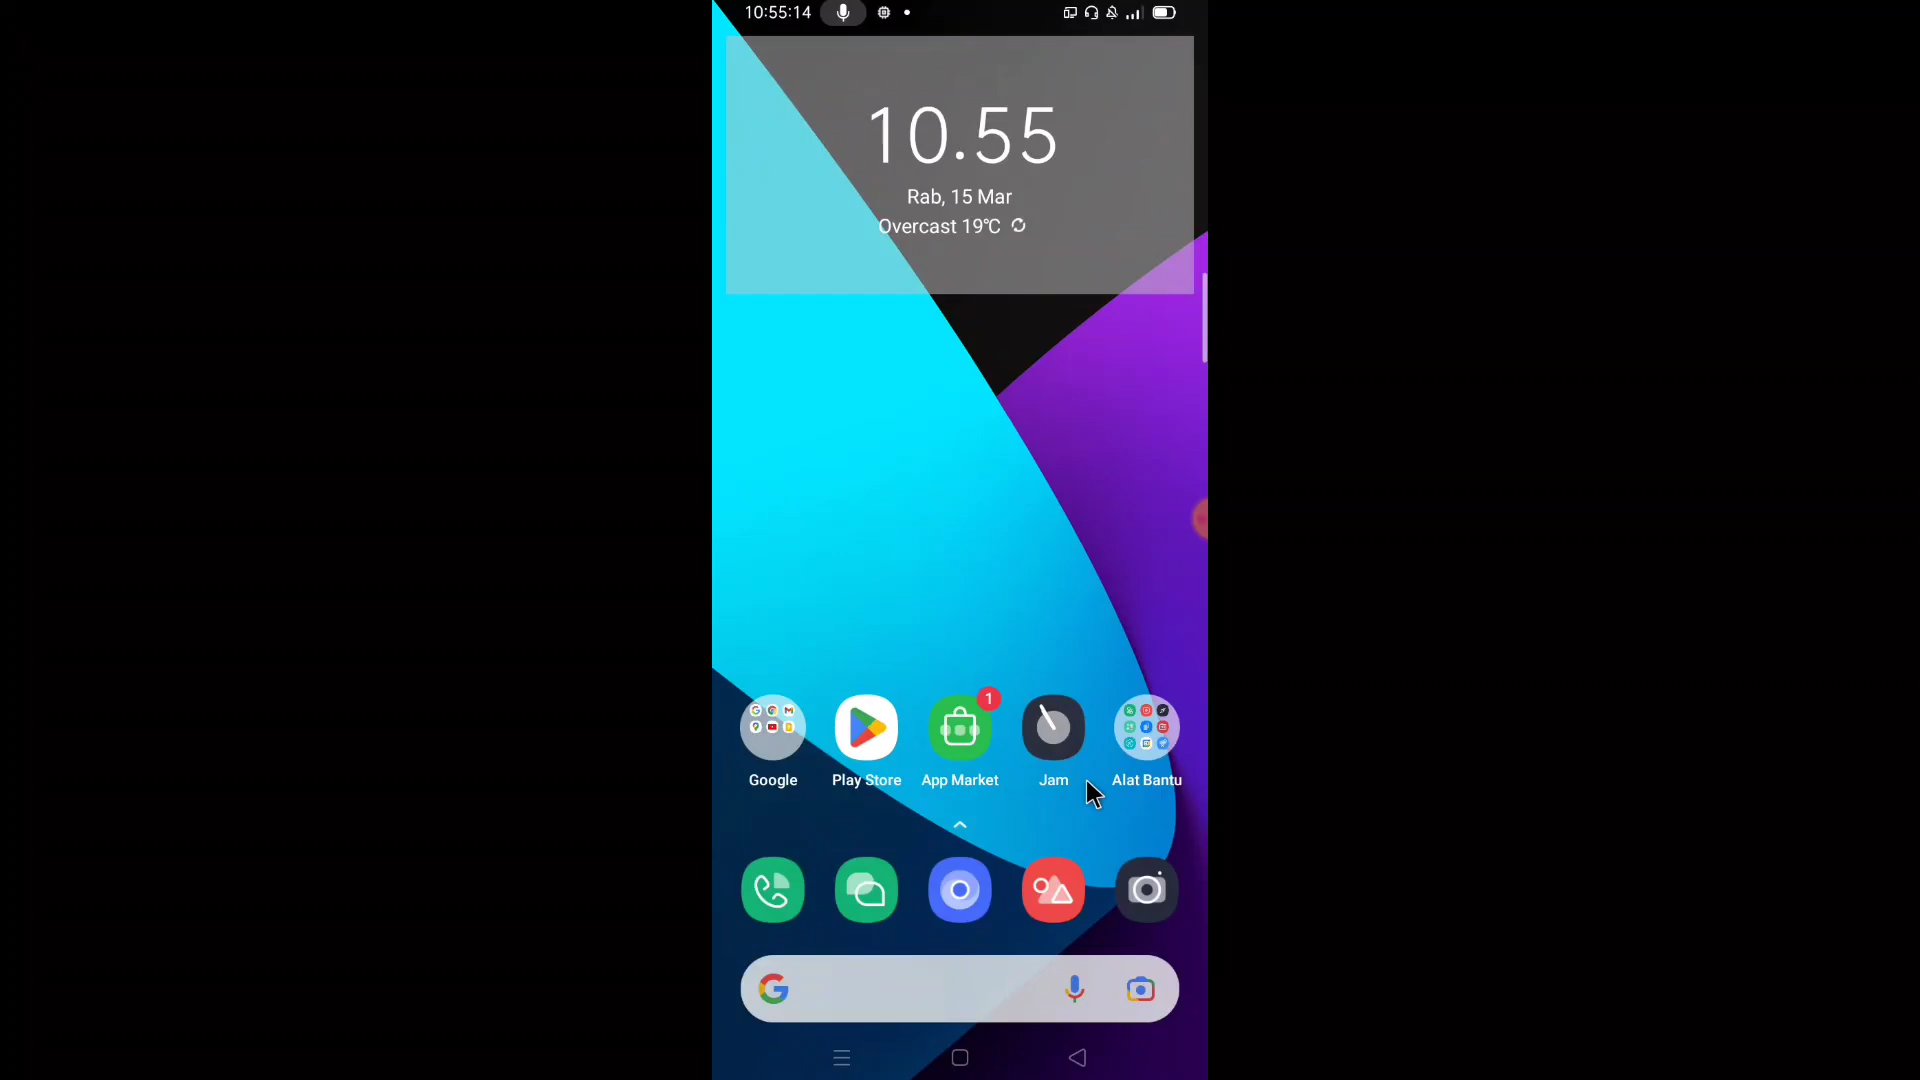 10:55:14
10.55
Rab, 15 Mar
Overcast 19℃
1
Google
Play Store
App Market
Jam
Alat Bantu